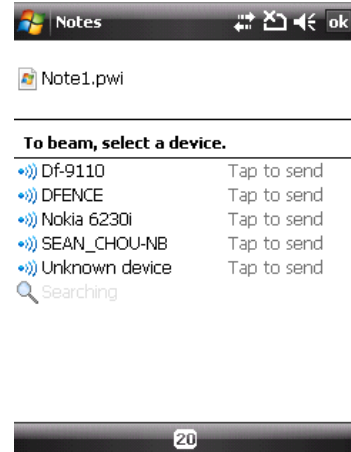 Notes ok
Note1.pwi
To beam, select a device.
Df-9110 Tap to send
DFENCE Tap to send
Nokia 6230i Tap to send
SEAN_CHOU-NB Tap to send
Unknown device Tap to send
Searching
20